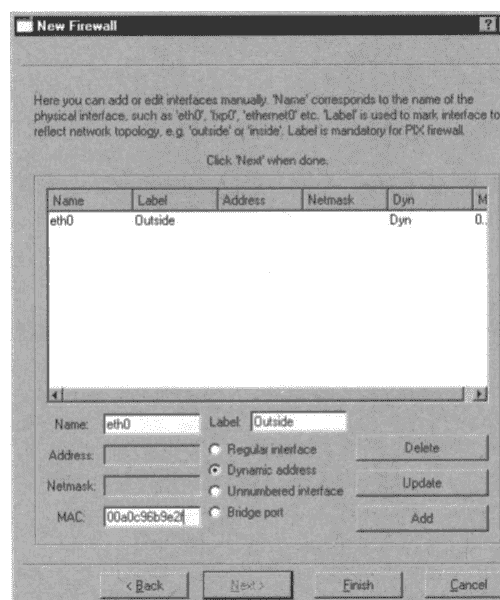 New Firewall ?
Here you can add or edit interfaces manually. 'Name' corresponds to the name of the
physical interface, such as 'eth0', 'fxp0', 'ethernet0' etc. 'Label' is used to mark interface to
reflect network topology, e.g. 'outside' or 'inside'. Label is mandatory for PIX firewall.
Click 'Next' when done.
Name Label Address Netmask Dyn M
eth0 Outside Dyn 0..
Name: eth0 Label: Outside
Address: Regular interface Delete
Dynamic address
Netmask: Unnumbered interface Update
MAC: 00a0c96b9e2f Bridge port Add
< Back Next > Finish Cancel